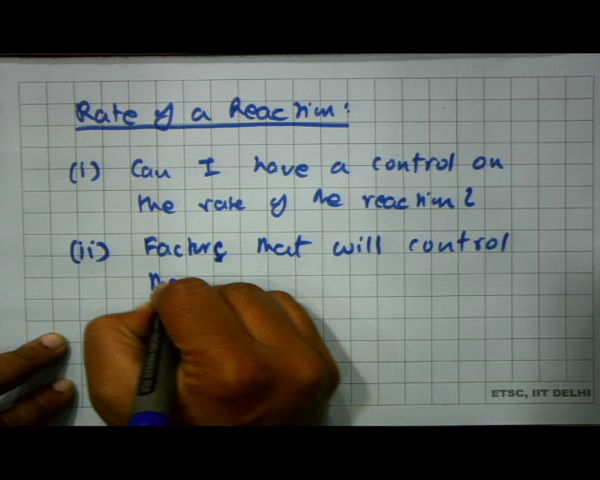 Rate of a Reaction:
(i) Can I have a control on
the rate of the reaction?
(ii) Factors that will control
the
ETSC, IIT DELHI